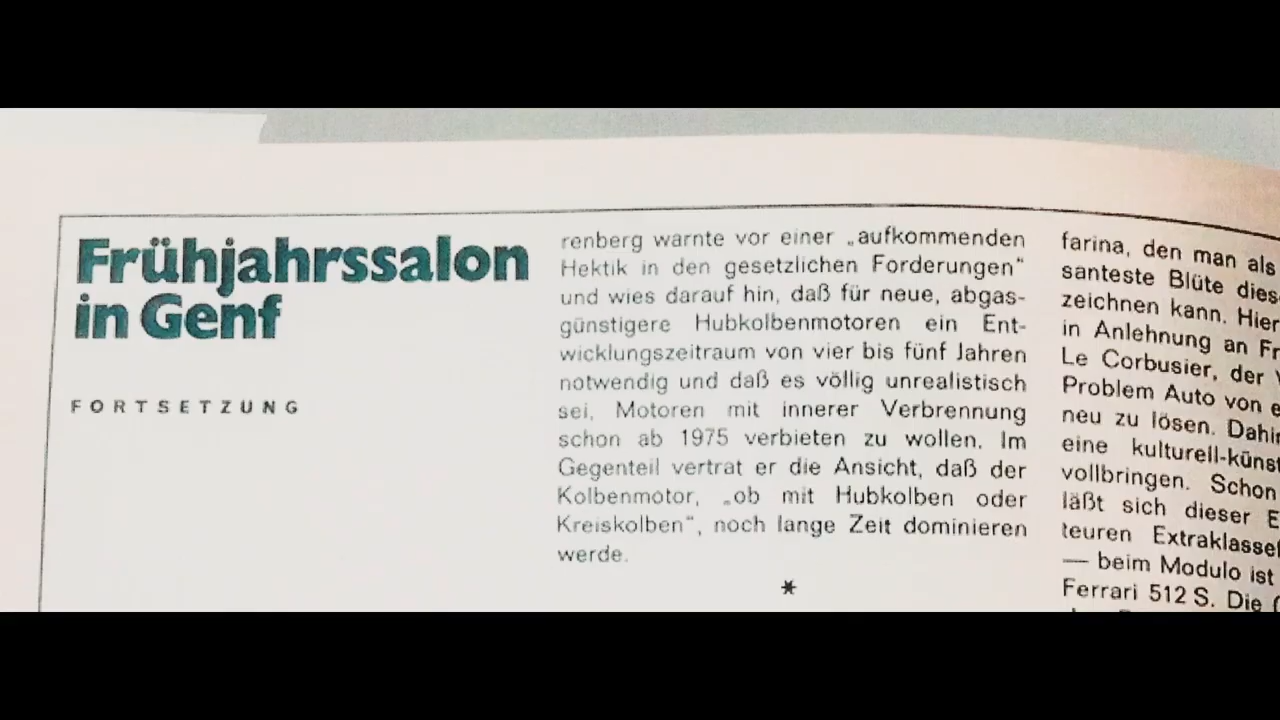 Frühjahrssalon
in Genf
FORTSETZUNG
renberg warnte vor einer „aufkommenden
Hektik in den gesetzlichen Forderungen“
und wies darauf hin, daß für neue, abgas-
günstigere Hubkolbenmotoren ein Ent-
wicklungszeitraum von vier bis fünf Jahren
notwendig und daß es völlig unrealistisch
sei, Motoren mit innerer Verbrennung
schon ab 1975 verbieten zu wollen. Im
Gegenteil vertrat er die Ansicht, daß der
Kolbenmotor, „ob mit Hubkolben oder
Kreiskolben“, noch lange Zeit dominieren
werde.
*
farina, den man als
santeste Blüte
zeichnen kann. Hier
in Anlehnung an
Le Corbusier, der
Problem Auto von
neu zu lösen.
eine
vollbringen. Schon
läßt sich dieser
teuren
— beim Modulo ist
Ferrari 512 S. Die